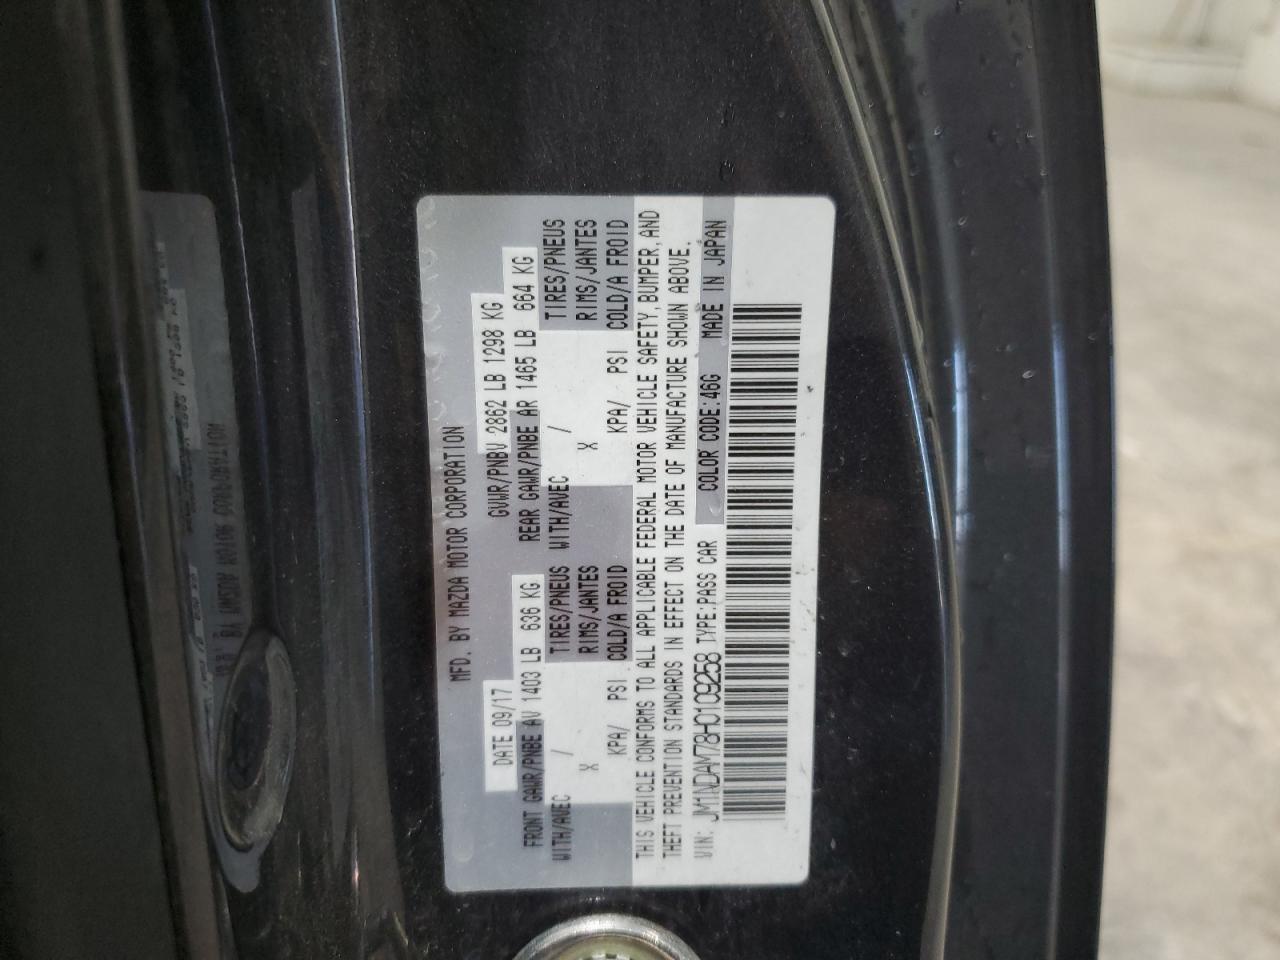 MFD. BY MAZDA MOTOR CORPORATION
DATE 09/17 GVWR/PNBV 2862 LB 1298 KG
FRONT GAWR/PNBE AV 1403 LB 636 KG REAR GAWR/PNBE AR 1465 LB 664 KG
WITH/AVEC / TIRES/PNEUS WITH/AVEC / TIRES/PNEUS
X RIMS/JANTES X RIMS/JANTES
KPA/ PSI COLD/A FROID KPA/ PSI COLD/A FROID
THIS VEHICLE CONFORMS TO ALL APPLICABLE FEDERAL MOTOR VEHICLE SAFETY, BUMPER, AND
THEFT PREVENTION STANDARDS IN EFFECT ON THE DATE OF MANUFACTURE SHOWN ABOVE.
VIN: JM1NDAM78H0109258 TYPE:PASS CAR COLOR CODE:46G MADE IN JAPAN